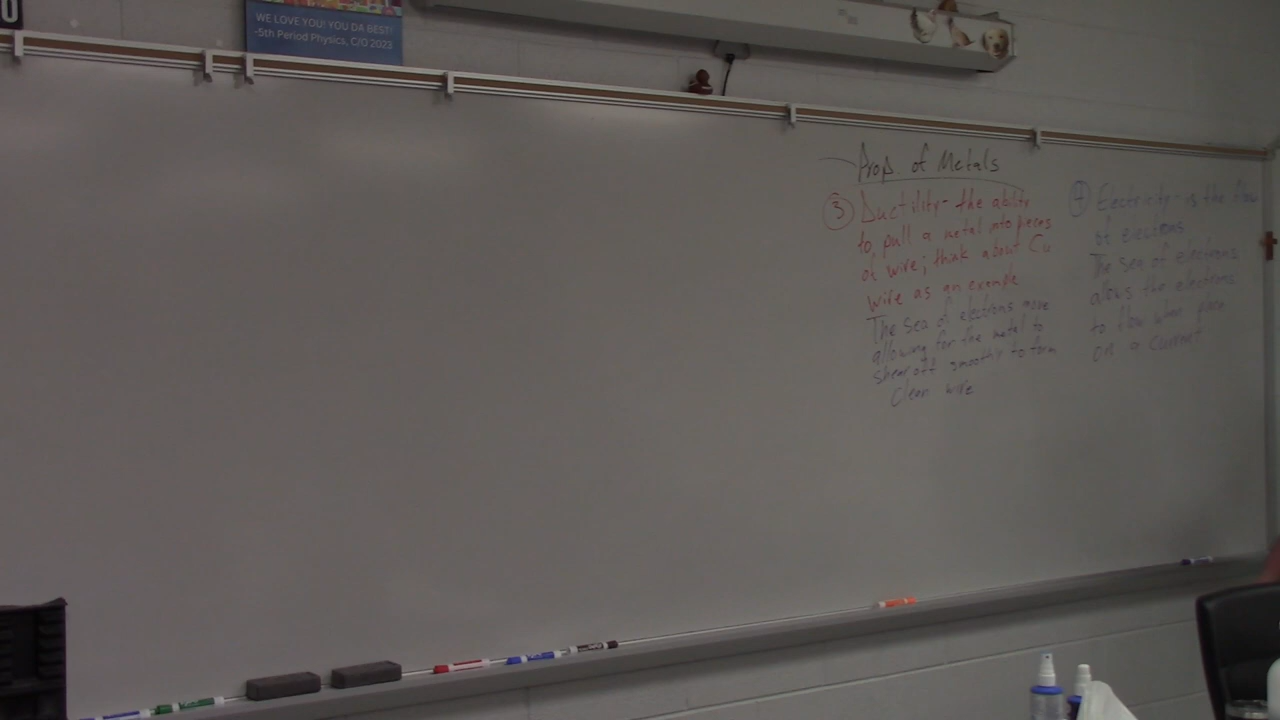 WE LOVE YOU! YOU DA BEST!
-5th Period Physics, C/O 2023
Prop. of Metals
③ Ductility - the ability
to pull a metal into pieces
of wire; think about Cu
wire as an example
The sea of electrons move
allowing for the metal to
shear off smoothly to form
clean wire
④ Electricity - is the flow
of electrons
The sea of electrons
allows the electrons
to flow when
on a current